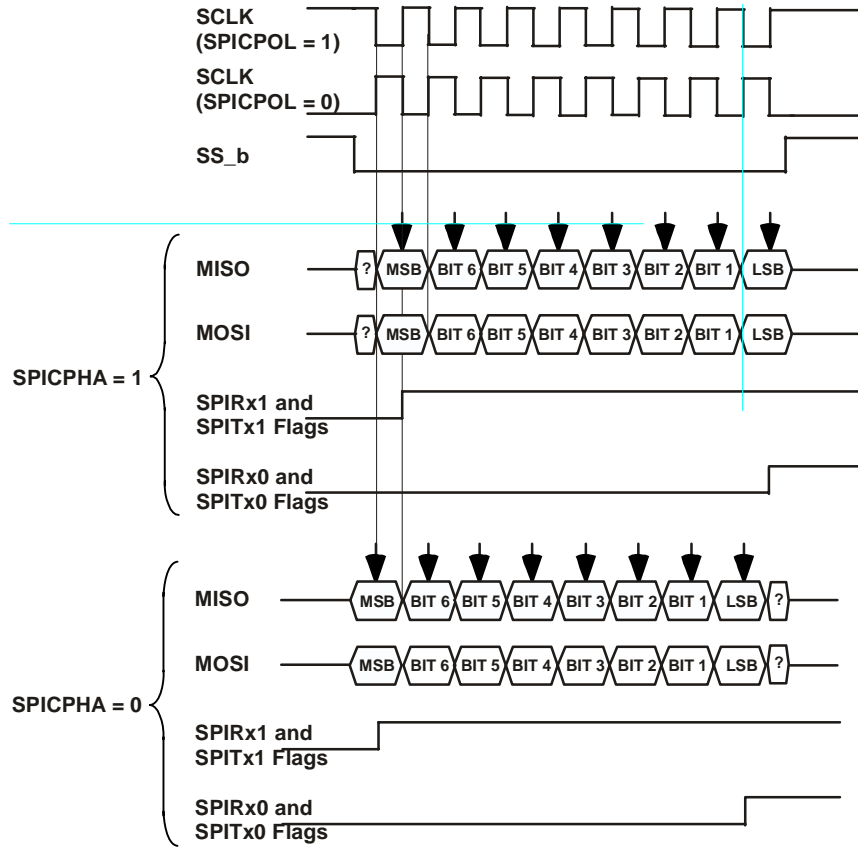 SCLK
(SPICPOL = 1)
SCLK
(SPICPOL = 0)
SS_b
MISO
? MSB BIT 6 BIT 5 BIT 4 BIT 3 BIT 2 BIT 1 LSB
MOSI
? MSB BIT 6 BIT 5 BIT 4 BIT 3 BIT 2 BIT 1 LSB
SPICPHA = 1
SPIRx1 and
SPITx1 Flags
SPIRx0 and
SPITx0 Flags
MISO
MSB BIT 6 BIT 5 BIT 4 BIT 3 BIT 2 BIT 1 LSB ?
MOSI
MSB BIT 6 BIT 5 BIT 4 BIT 3 BIT 2 BIT 1 LSB ?
SPICPHA = 0
SPIRx1 and
SPITx1 Flags
SPIRx0 and
SPITx0 Flags